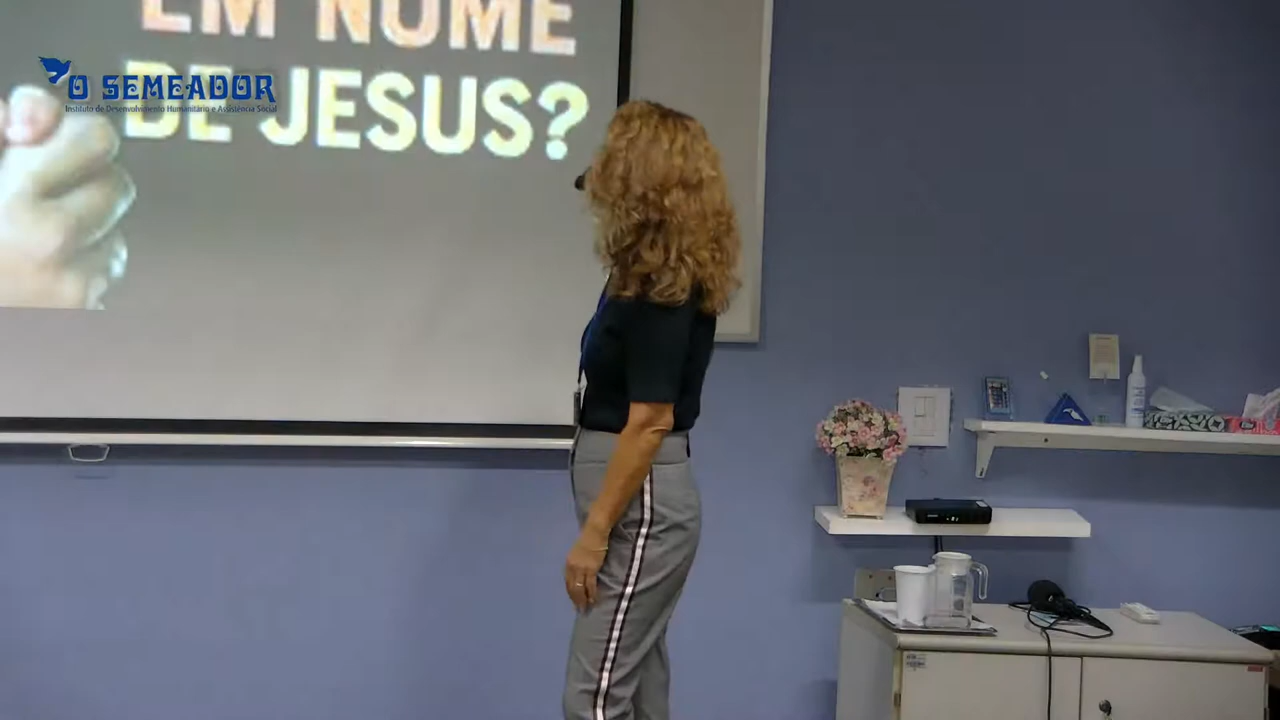 EM NOME
DE JESUS?
O SEMEADOR
Instituto de Desenvolvimento Humanitário e Assistência Social